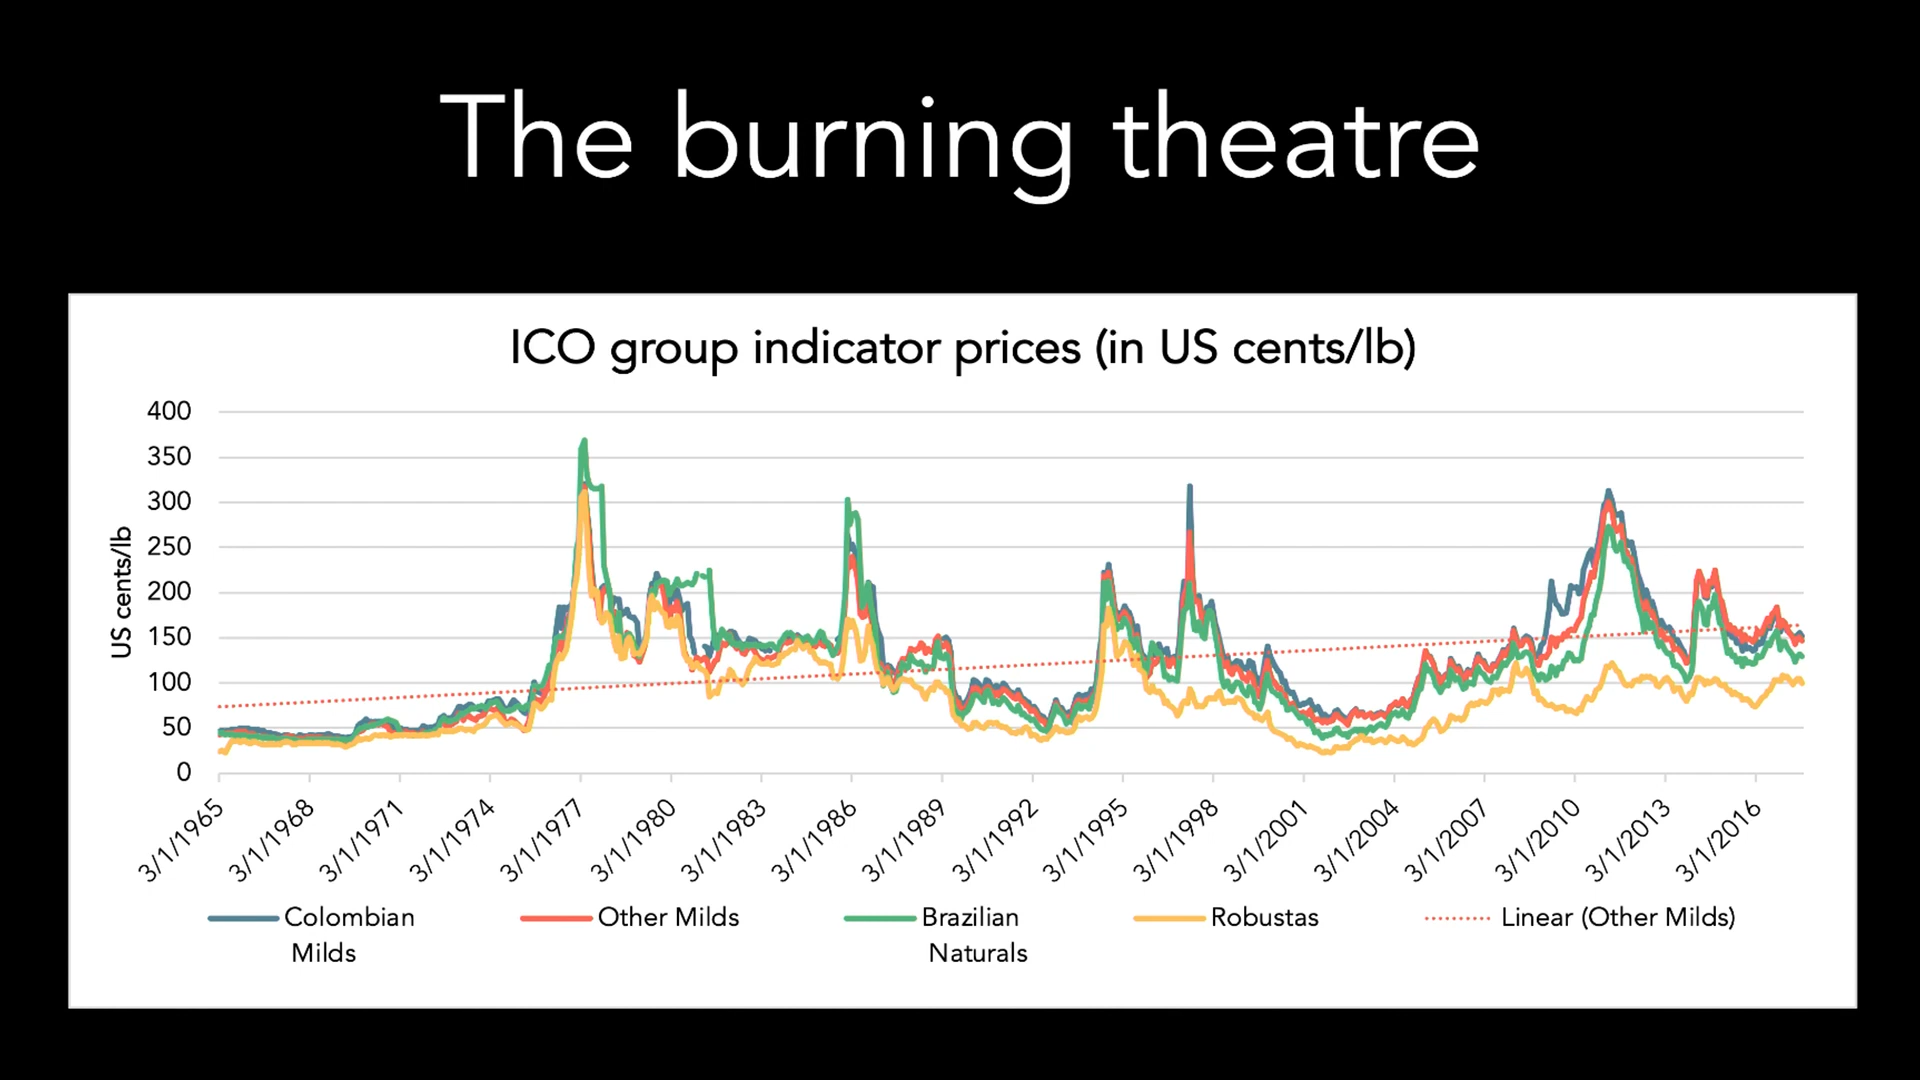 The burning theatre
ICO group indicator prices (in US cents/lb)
US cents/lb
400
350
300
250
200
150
100
50
0
3/1/1965
3/1/1968
3/1/1971
3/1/1974
3/1/1977
3/1/1980
3/1/1983
3/1/1986
3/1/1989
3/1/1992
3/1/1995
3/1/1998
3/1/2001
3/1/2004
3/1/2007
3/1/2010
3/1/2013
3/1/2016
Colombian
Milds
Other Milds
Brazilian
Naturals
Robustas
Linear (Other Milds)